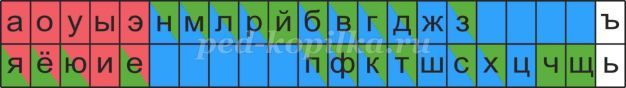 а о у ы э н м л р й б в г д ж з ъ
я ё ю и е п ф к т ш с х ц ч щ ь
ped-kopilka.ru